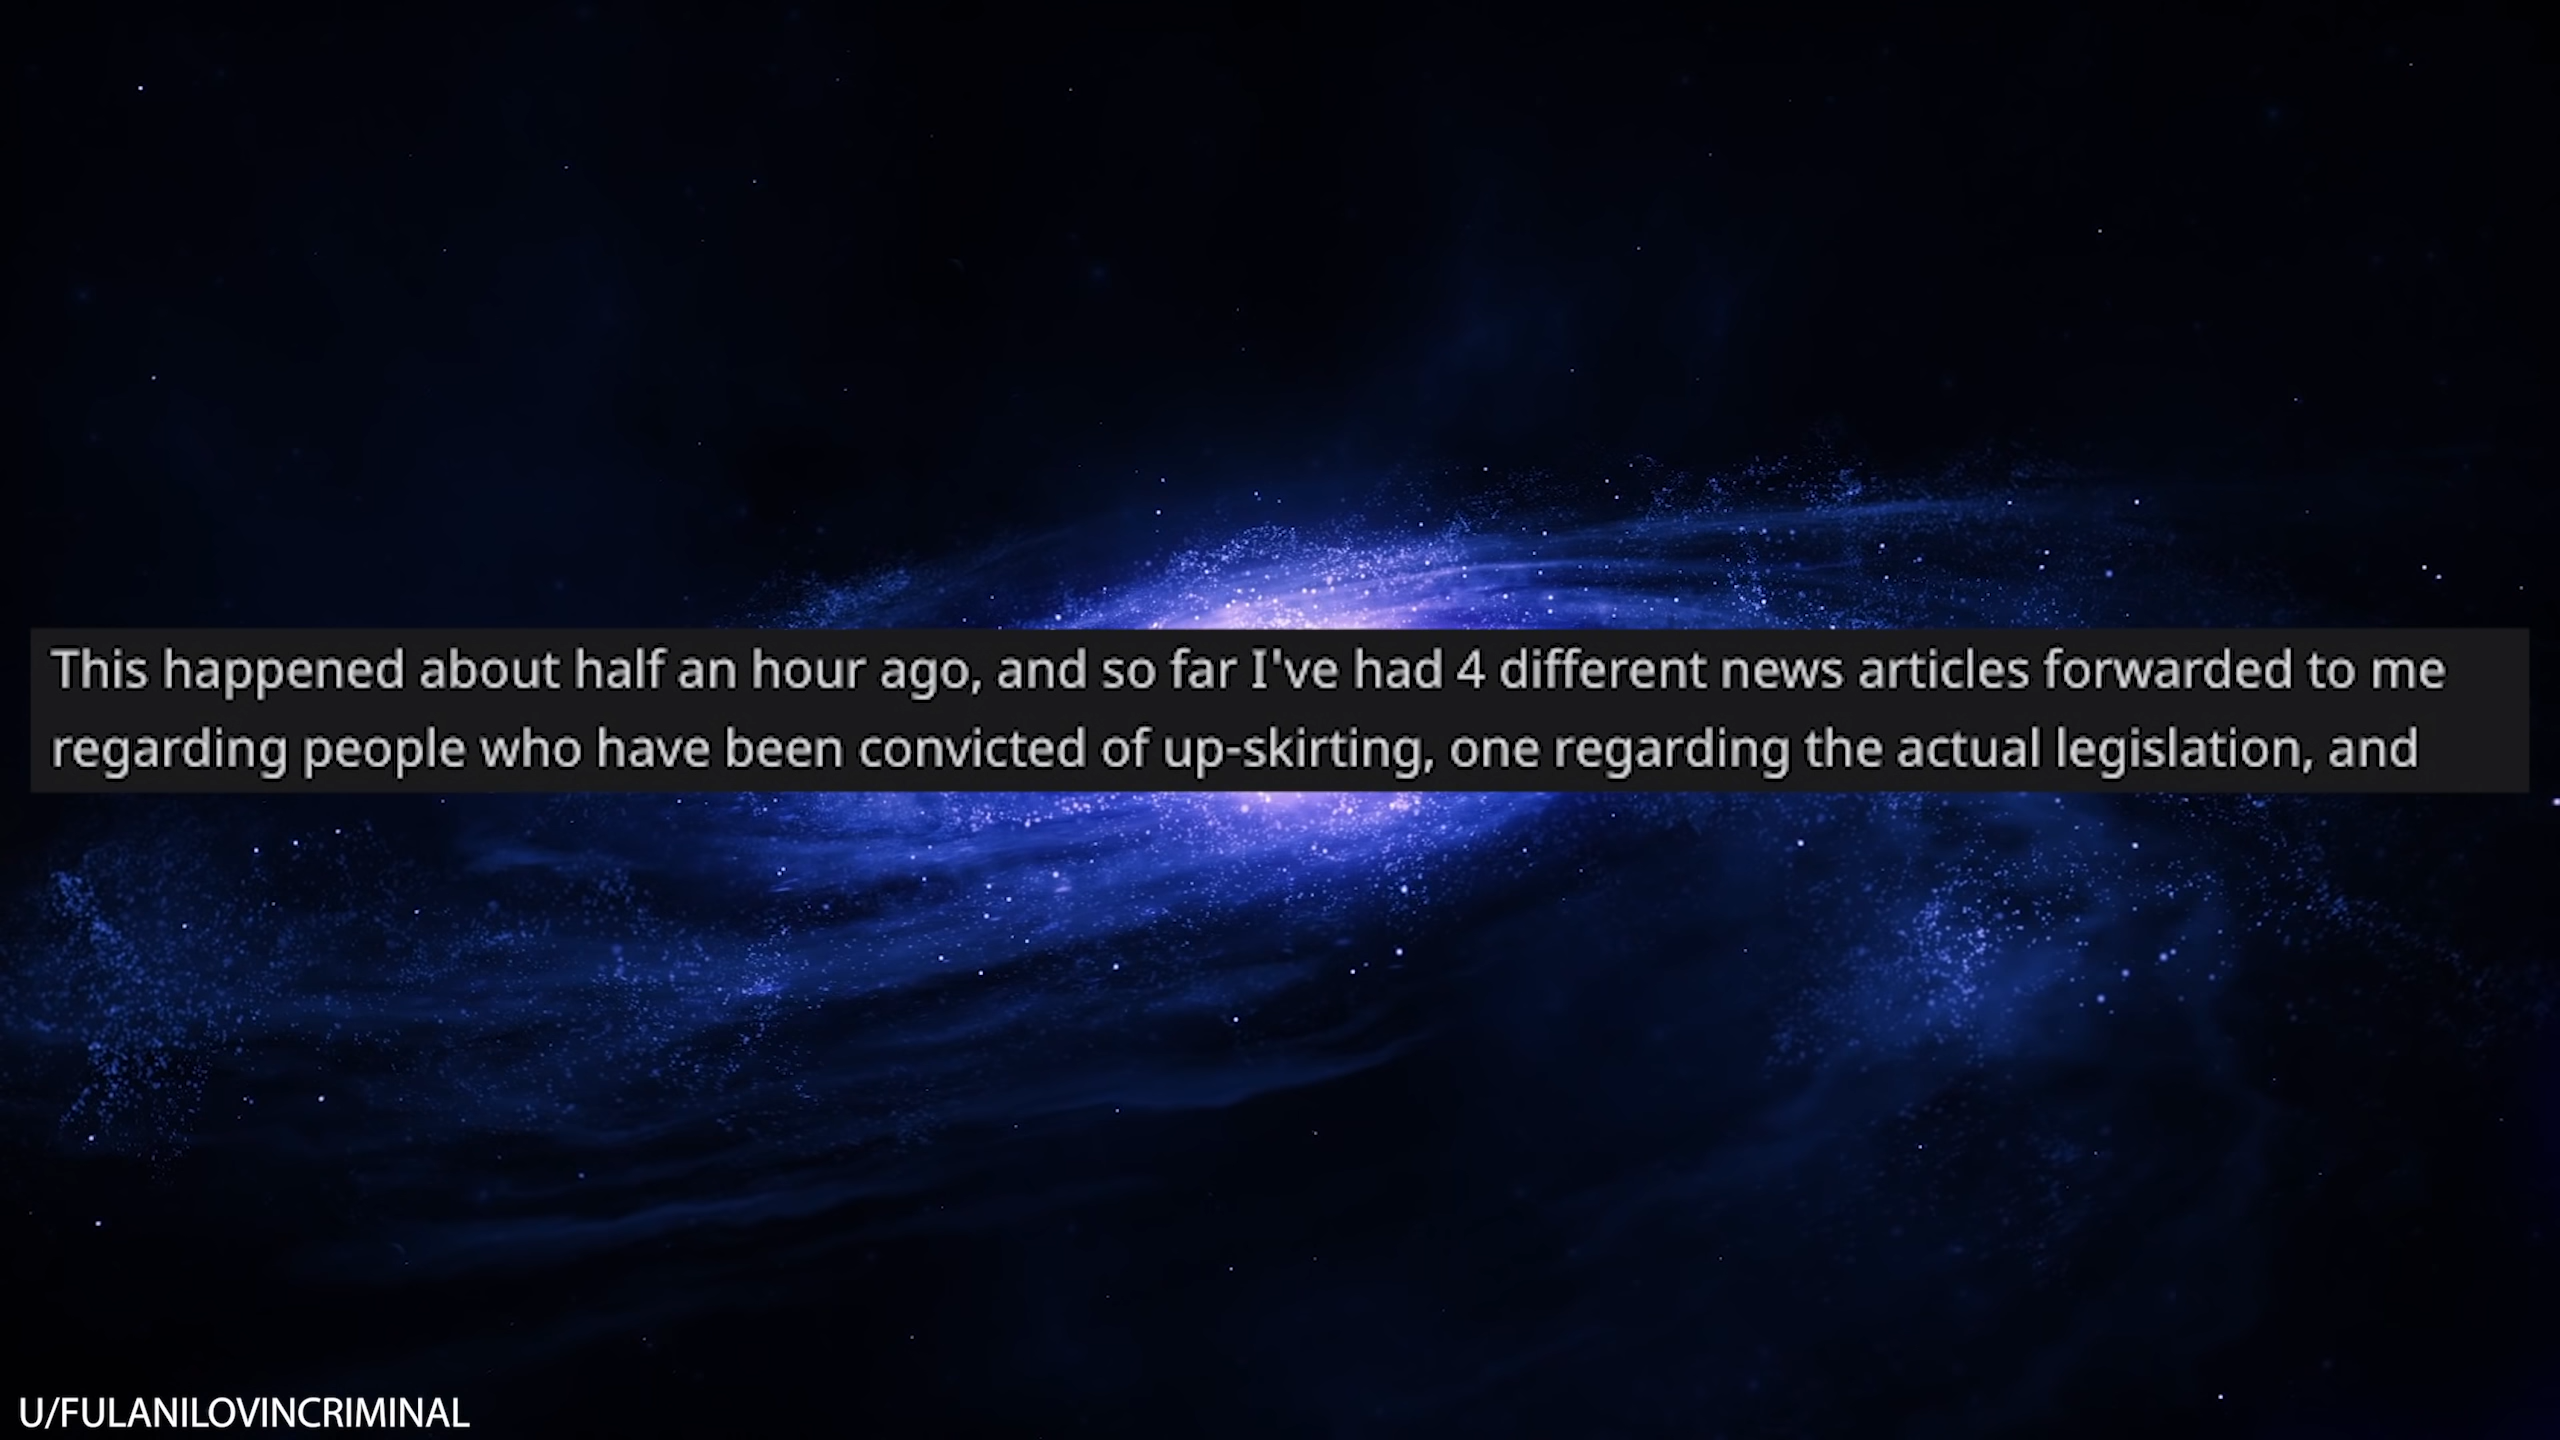 This happened about half an hour ago, and so far I've had 4 different news articles forwarded to me
regarding people who have been convicted of up-skirting, one regarding the actual legislation, and
U/FULANILOVINCRIMINAL